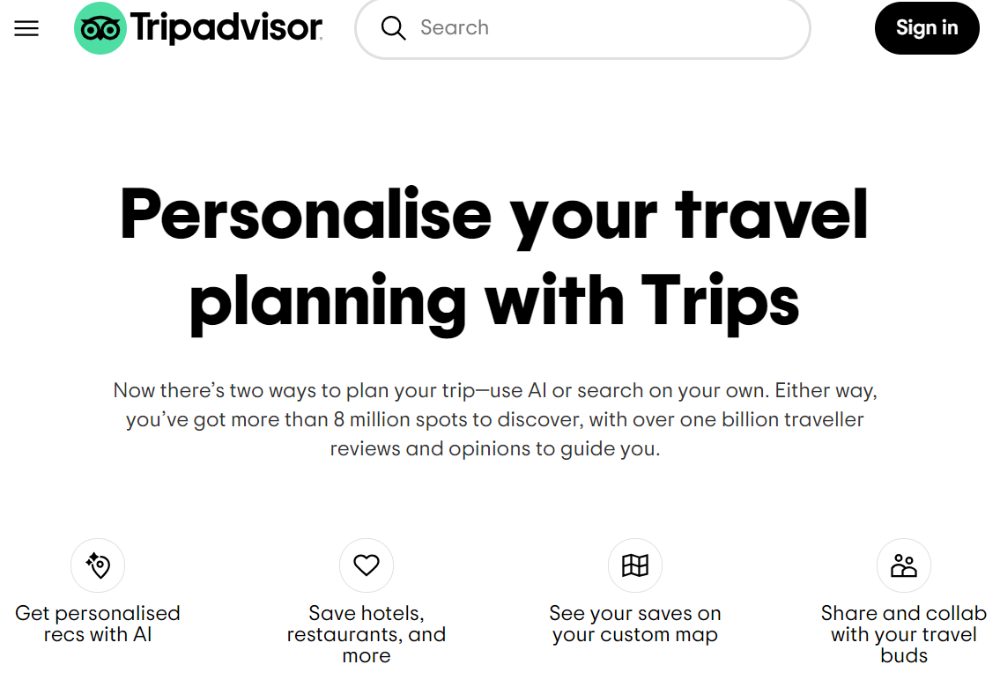 Tripadvisor
Search
Sign in
Personalise your travel
planning with Trips
Now there’s two ways to plan your trip—use AI or search on your own. Either way,
you’ve got more than 8 million spots to discover, with over one billion traveller
reviews and opinions to guide you.
Get personalised
recs with AI
Save hotels,
restaurants, and
more
See your saves on
your custom map
Share and collab
with your travel
buds